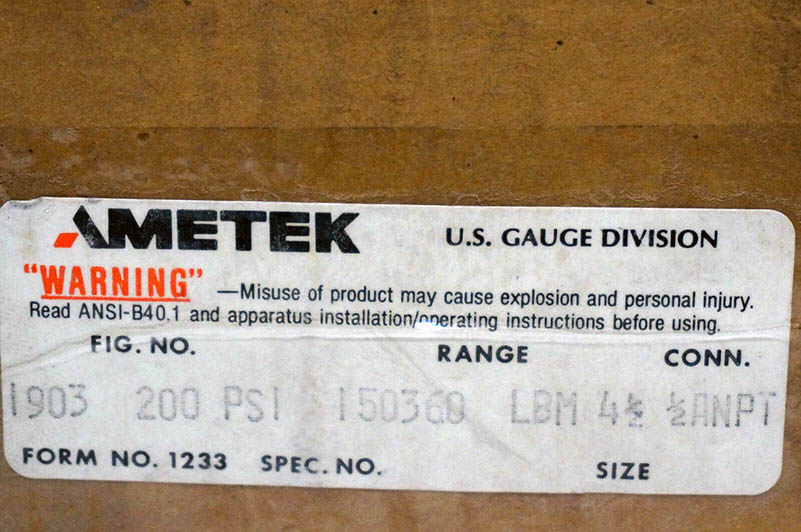 AMETEK U.S. GAUGE DIVISION
"WARNING" —Misuse of product may cause explosion and personal injury.
Read ANSI-B40.1 and apparatus installation/operating instructions before using.
FIG. NO. RANGE CONN.
1903 200 PSI 150360 LBM 4½ ½ANPT
FORM NO. 1233 SPEC. NO. SIZE